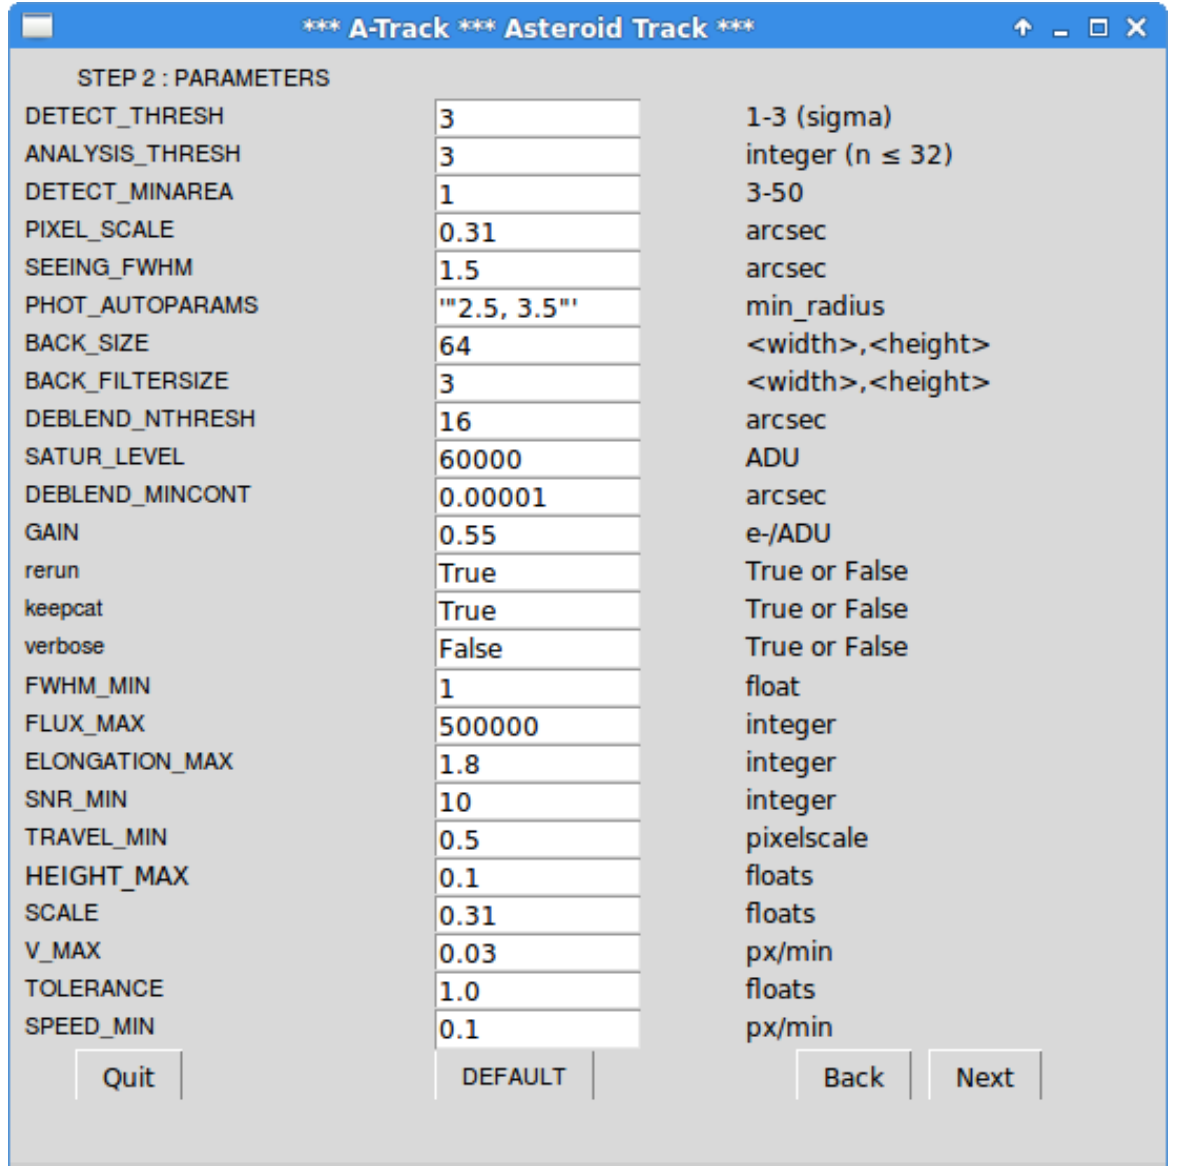 *** A-Track *** Asteroid Track ***
STEP 2 : PARAMETERS
DETECT_THRESH 3 1-3 (sigma)
ANALYSIS_THRESH 3 integer (n ≤ 32)
DETECT_MINAREA 1 3-50
PIXEL_SCALE 0.31 arcsec
SEEING_FWHM 1.5 arcsec
PHOT_AUTOPARAMS '"2.5, 3.5"' min_radius
BACK_SIZE 64 <width>,<height>
BACK_FILTERSIZE 3 <width>,<height>
DEBLEND_NTHRESH 16 arcsec
SATUR_LEVEL 60000 ADU
DEBLEND_MINCONT 0.00001 arcsec
GAIN 0.55 e-/ADU
rerun True True or False
keepcat True True or False
verbose False True or False
FWHM_MIN 1 float
FLUX_MAX 500000 integer
ELONGATION_MAX 1.8 integer
SNR_MIN 10 integer
TRAVEL_MIN 0.5 pixelscale
HEIGHT_MAX 0.1 floats
SCALE 0.31 floats
V_MAX 0.03 px/min
TOLERANCE 1.0 floats
SPEED_MIN 0.1 px/min
Quit DEFAULT Back Next